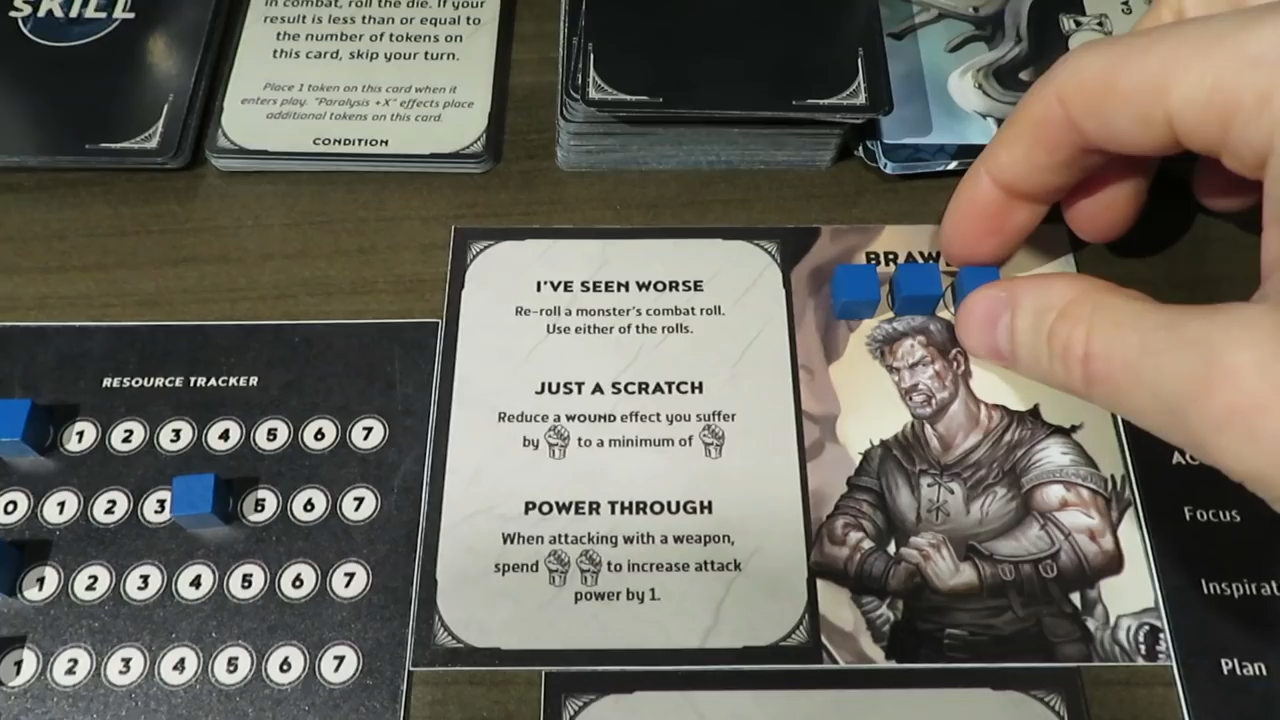 SKILL
in combat, roll the die. If your
result is less than or equal to
the number of tokens on
this card, skip your turn.
Place 1 token on this card when it
enters play. "Paralysis +X" effects place
additional tokens on this card.
CONDITION
I'VE SEEN WORSE
Re-roll a monster's combat roll.
Use either of the rolls.
JUST A SCRATCH
Reduce a WOUND effect you suffer
by to a minimum of
POWER THROUGH
When attacking with a weapon,
spend to increase attack
power by 1.
RESOURCE TRACKER
1 2 3 4 5 6 7
0 1 2 3 5 6 7
1 2 3 4 5 6 7
1 2 3 4 5 6 7
Focus
Plan